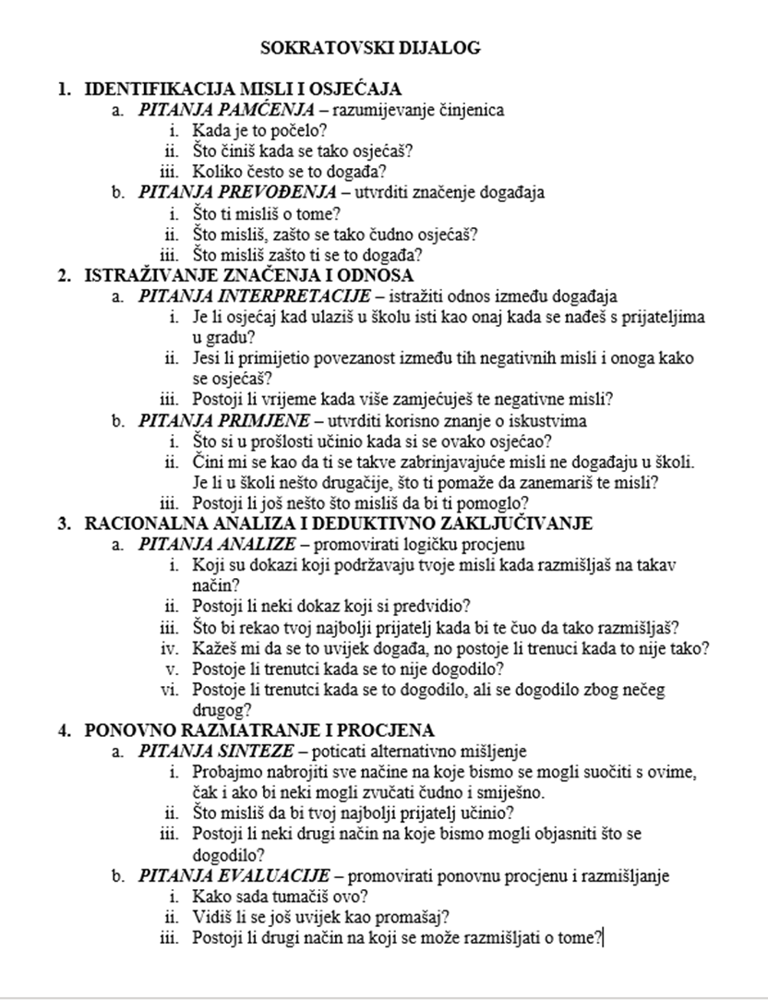 SOKRATOVSKI DIJALOG
1. IDENTIFIKACIJA MISLI I OSJEĆAJA
a. PITANJA PAMĆENJA – razumijevanje činjenica
i. Kada je to počelo?
ii. Što činiš kada se tako osjećaš?
iii. Koliko često se to događa?
b. PITANJA PREVOĐENJA – utvrditi značenje događaja
i. Što ti misliš o tome?
ii. Što misliš, zašto se tako čudno osjećaš?
iii. Što misliš zašto ti se to događa?
2. ISTRAŽIVANJE ZNAČENJA I ODNOSA
a. PITANJA INTERPRETACIJE – istražiti odnos između događaja
i. Je li osjećaj kad ulaziš u školu isti kao onaj kada se nađeš s prijateljima
u gradu?
ii. Jesi li primijetio povezanost između tih negativnih misli i onoga kako
se osjećaš?
iii. Postoji li vrijeme kada više zamjećuješ te negativne misli?
b. PITANJA PRIMJENE – utvrditi korisno znanje o iskustvima
i. Što si u prošlosti učinio kada si se ovako osjećao?
ii. Čini mi se kao da ti se takve zabrinjavajuće misli ne događaju u školi.
Je li u školi nešto drugačije, što ti pomaže da zanemariš te misli?
iii. Postoji li još nešto što misliš da bi ti pomoglo?
3. RACIONALNA ANALIZA I DEDUKTIVNO ZAKLJUČIVANJE
a. PITANJA ANALIZE – promovirati logičku procjenu
i. Koji su dokazi koji podržavaju tvoje misli kada razmišljaš na takav
način?
ii. Postoji li neki dokaz koji si predvidio?
iii. Što bi rekao tvoj najbolji prijatelj kada bi te čuo da tako razmišljaš?
iv. Kažeš mi da se to uvijek događa, no postoje li trenuci kada to nije tako?
v. Postoje li trenutci kada se to nije dogodilo?
vi. Postoje li trenutci kada se to dogodilo, ali se dogodilo zbog nečeg
drugog?
4. PONOVNO RAZMATRANJE I PROCJENA
a. PITANJA SINTEZE – poticati alternativno mišljenje
i. Probajmo nabrojiti sve načine na koje bismo se mogli suočiti s ovime,
čak i ako bi neki mogli zvučati čudno i smiješno.
ii. Što misliš da bi tvoj najbolji prijatelj učinio?
iii. Postoji li neki drugi način na koje bismo mogli objasniti što se
dogodilo?
b. PITANJA EVALUACIJE – promovirati ponovnu procjenu i razmišljanje
i. Kako sada tumačiš ovo?
ii. Vidiš li se još uvijek kao promašaj?
iii. Postoji li drugi način na koji se može razmišljati o tome?